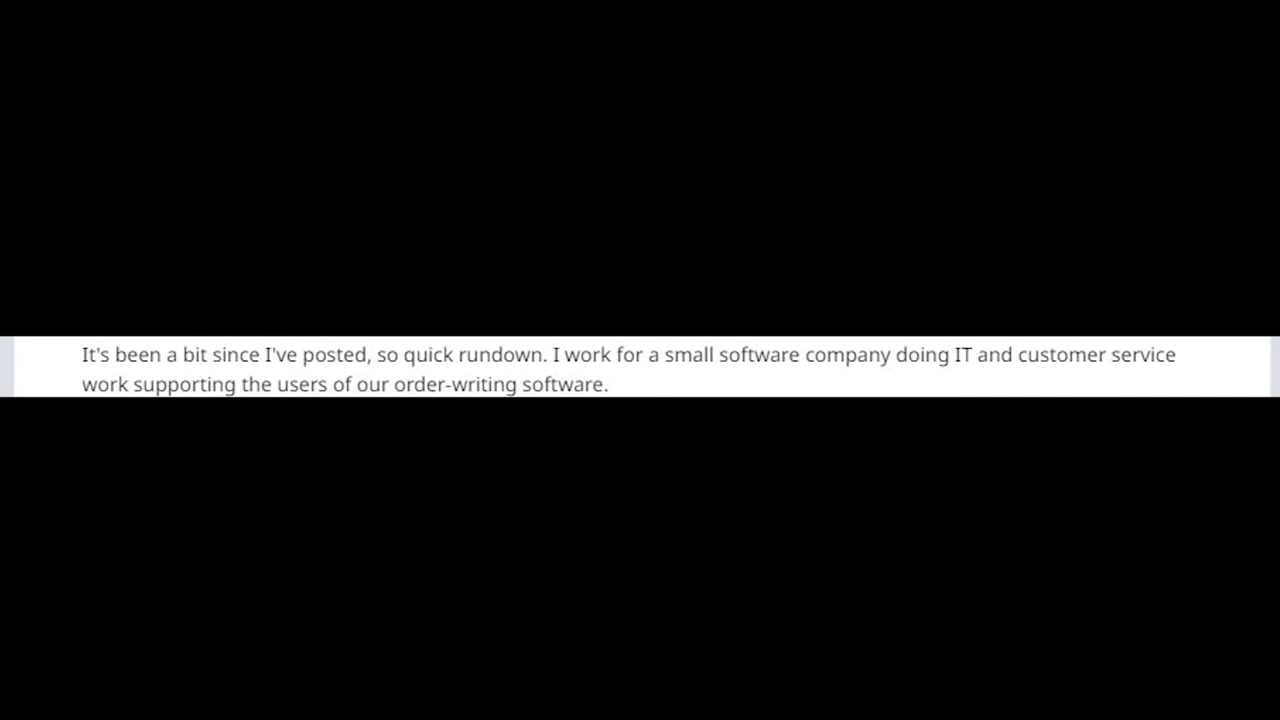 It's been a bit since I've posted, so quick rundown. I work for a small software company doing IT and customer service
work supporting the users of our order-writing software.